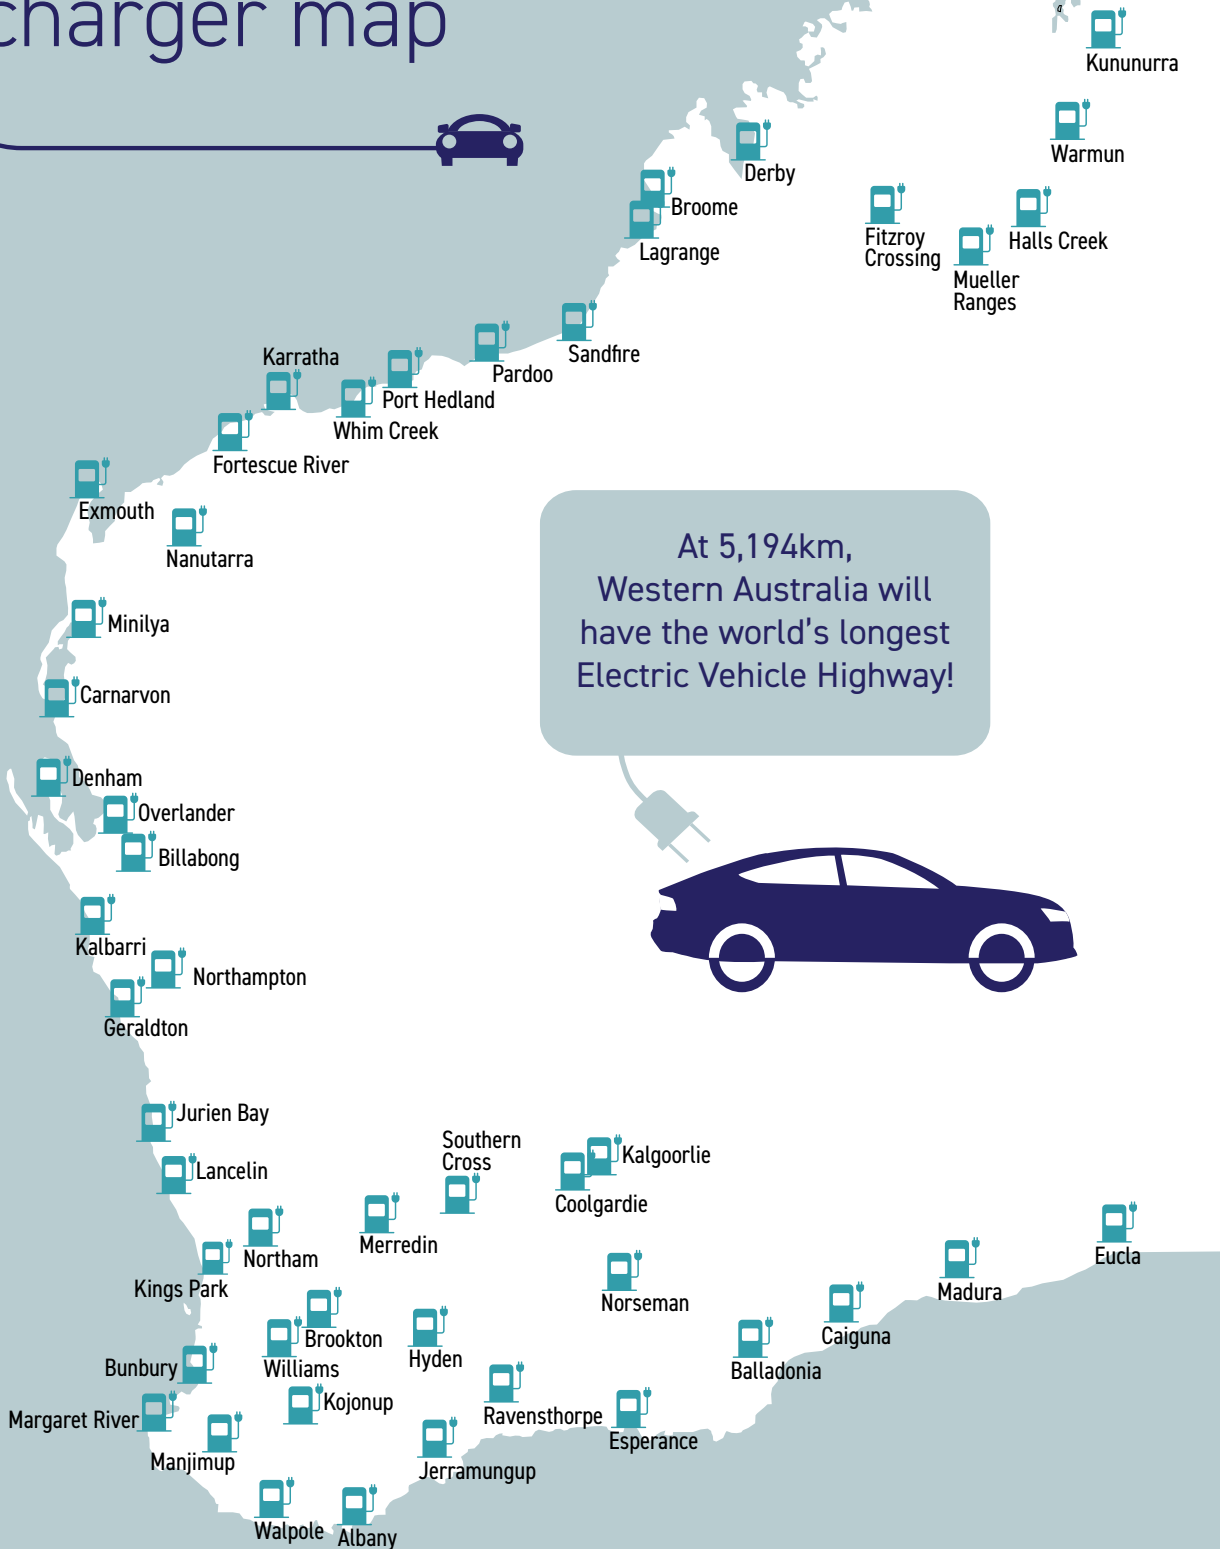 charger map
Kununurra
Warmun
Derby
Broome
Lagrange
Fitzroy
Crossing
Halls Creek
Mueller
Ranges
Sandfire
Pardoo
Karratha
Port Hedland
Whim Creek
Fortescue River
Exmouth
Nanutarra
At 5,194km,
Western Australia will
have the world's longest
Electric Vehicle Highway!
Minilya
Carnarvon
Denham
Overlander
Billabong
Kalbarri
Northampton
Geraldton
Jurien Bay
Lancelin
Southern
Cross
Kalgoorlie
Coolgardie
Merredin
Northam
Kings Park
Eucla
Madura
Norseman
Caiguna
Balladonia
Brookton
Williams
Hyden
Bunbury
Kojonup
Margaret River
Ravensthorpe
Esperance
Manjimup
Jerramungup
Walpole
Albany